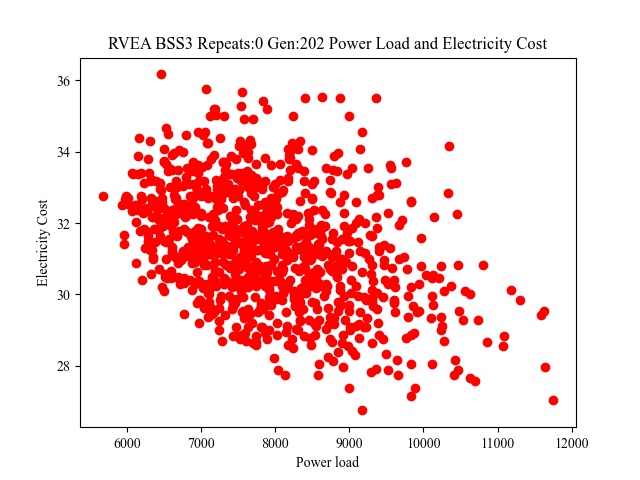 RVEA BSS3 Repeats:0 Gen:202 Power Load and Electricity Cost
36
34
32
30
28
Electricity Cost
6000 7000 8000 9000 10000 11000 12000
Power load